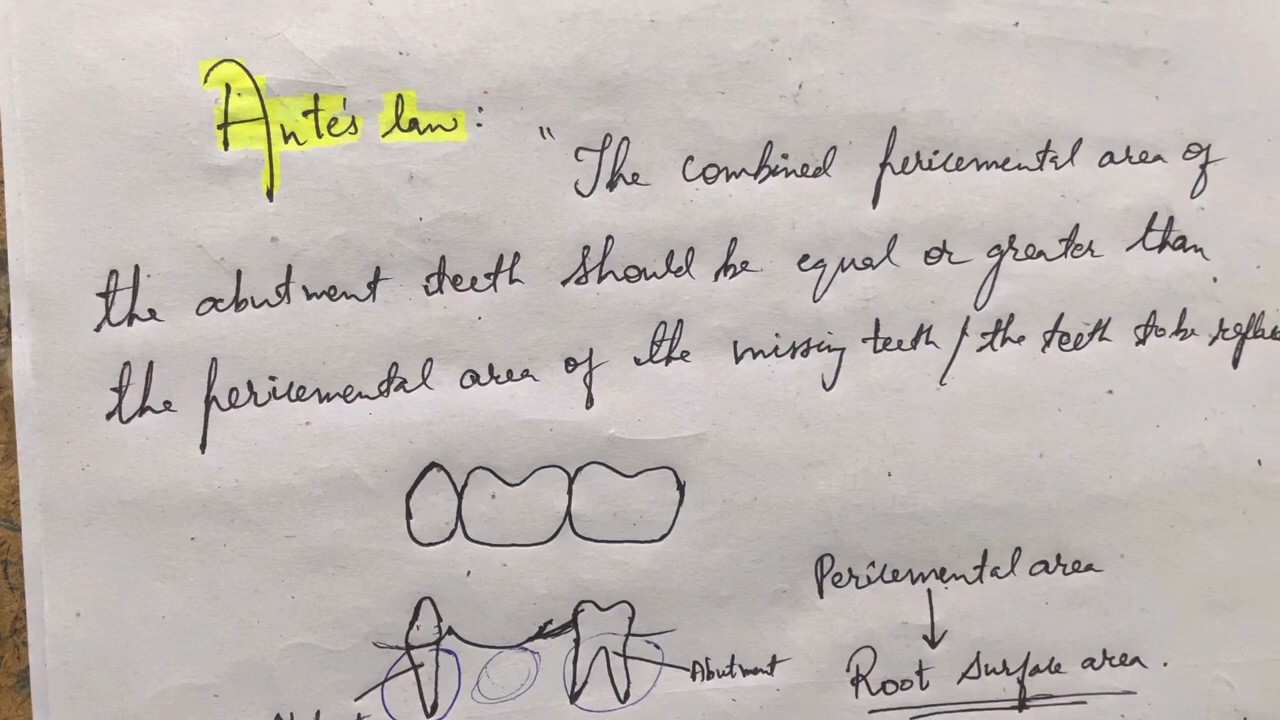 Ante's law:
" The combined pericemental area of
the abutment teeth should be equal or greater than
the pericemental area of the missing teeth / the teeth to be
Pericemental area
Root surface area.
Abutment